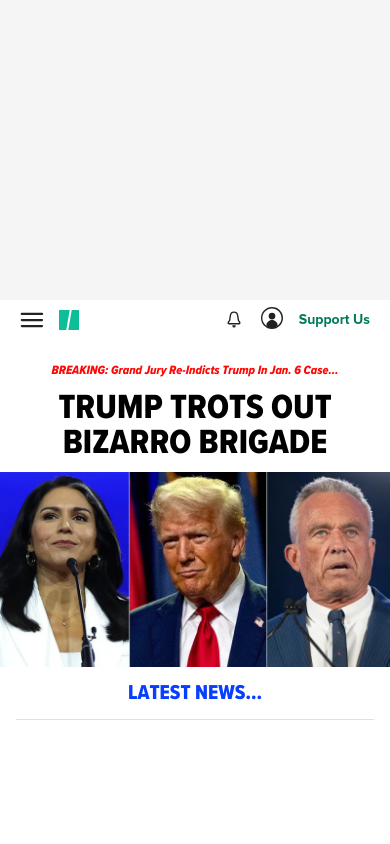 Support Us
BREAKING: Grand Jury Re-Indicts Trump In Jan. 6 Case...
TRUMP TROTS OUT
BIZARRO BRIGADE
LATEST NEWS...